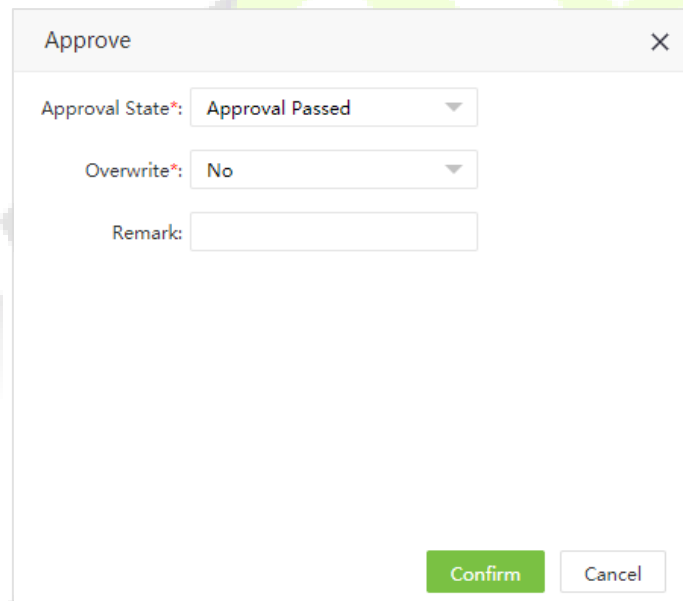 Approve
Approval State*: Approval Passed
Overwrite*: No
Remark:
Confirm Cancel